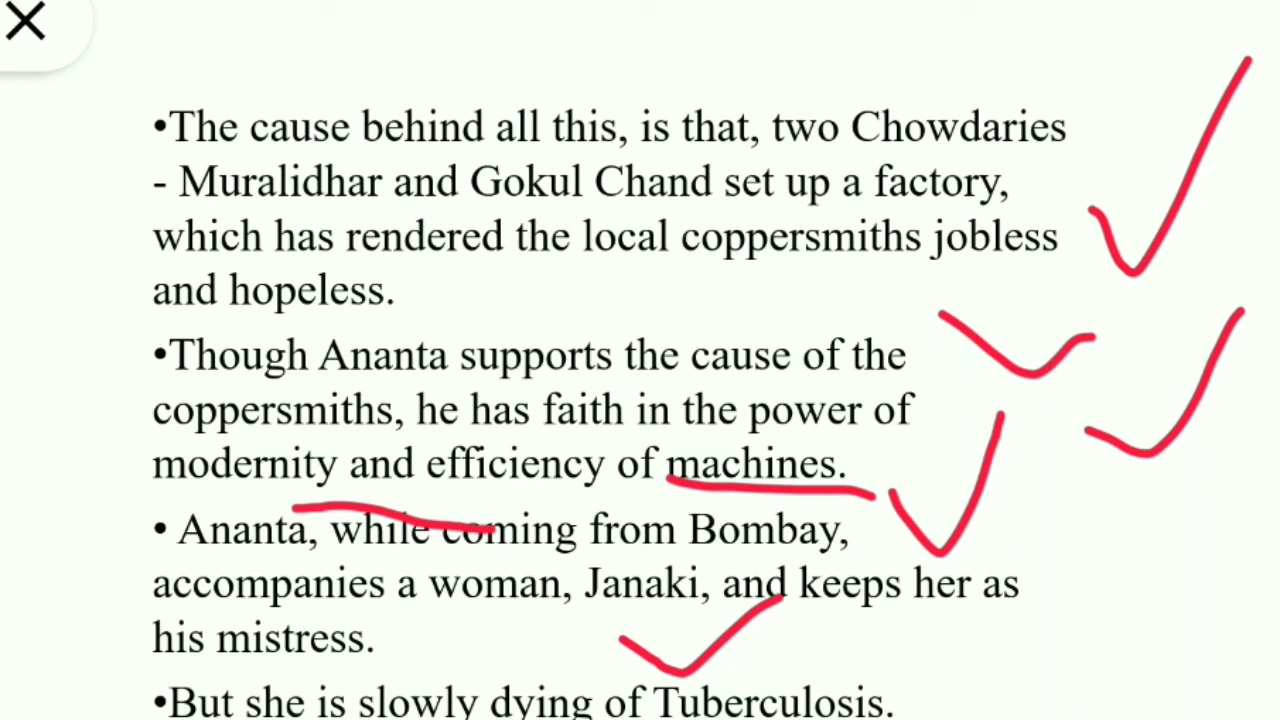 •The cause behind all this, is that, two Chowdaries
- Muralidhar and Gokul Chand set up a factory,
which has rendered the local coppersmiths jobless
and hopeless.
•Though Ananta supports the cause of the
coppersmiths, he has faith in the power of
modernity and efficiency of machines.
• Ananta, while coming from Bombay,
accompanies a woman, Janaki, and keeps her as
his mistress.
•But she is slowly dying of Tuberculosis.